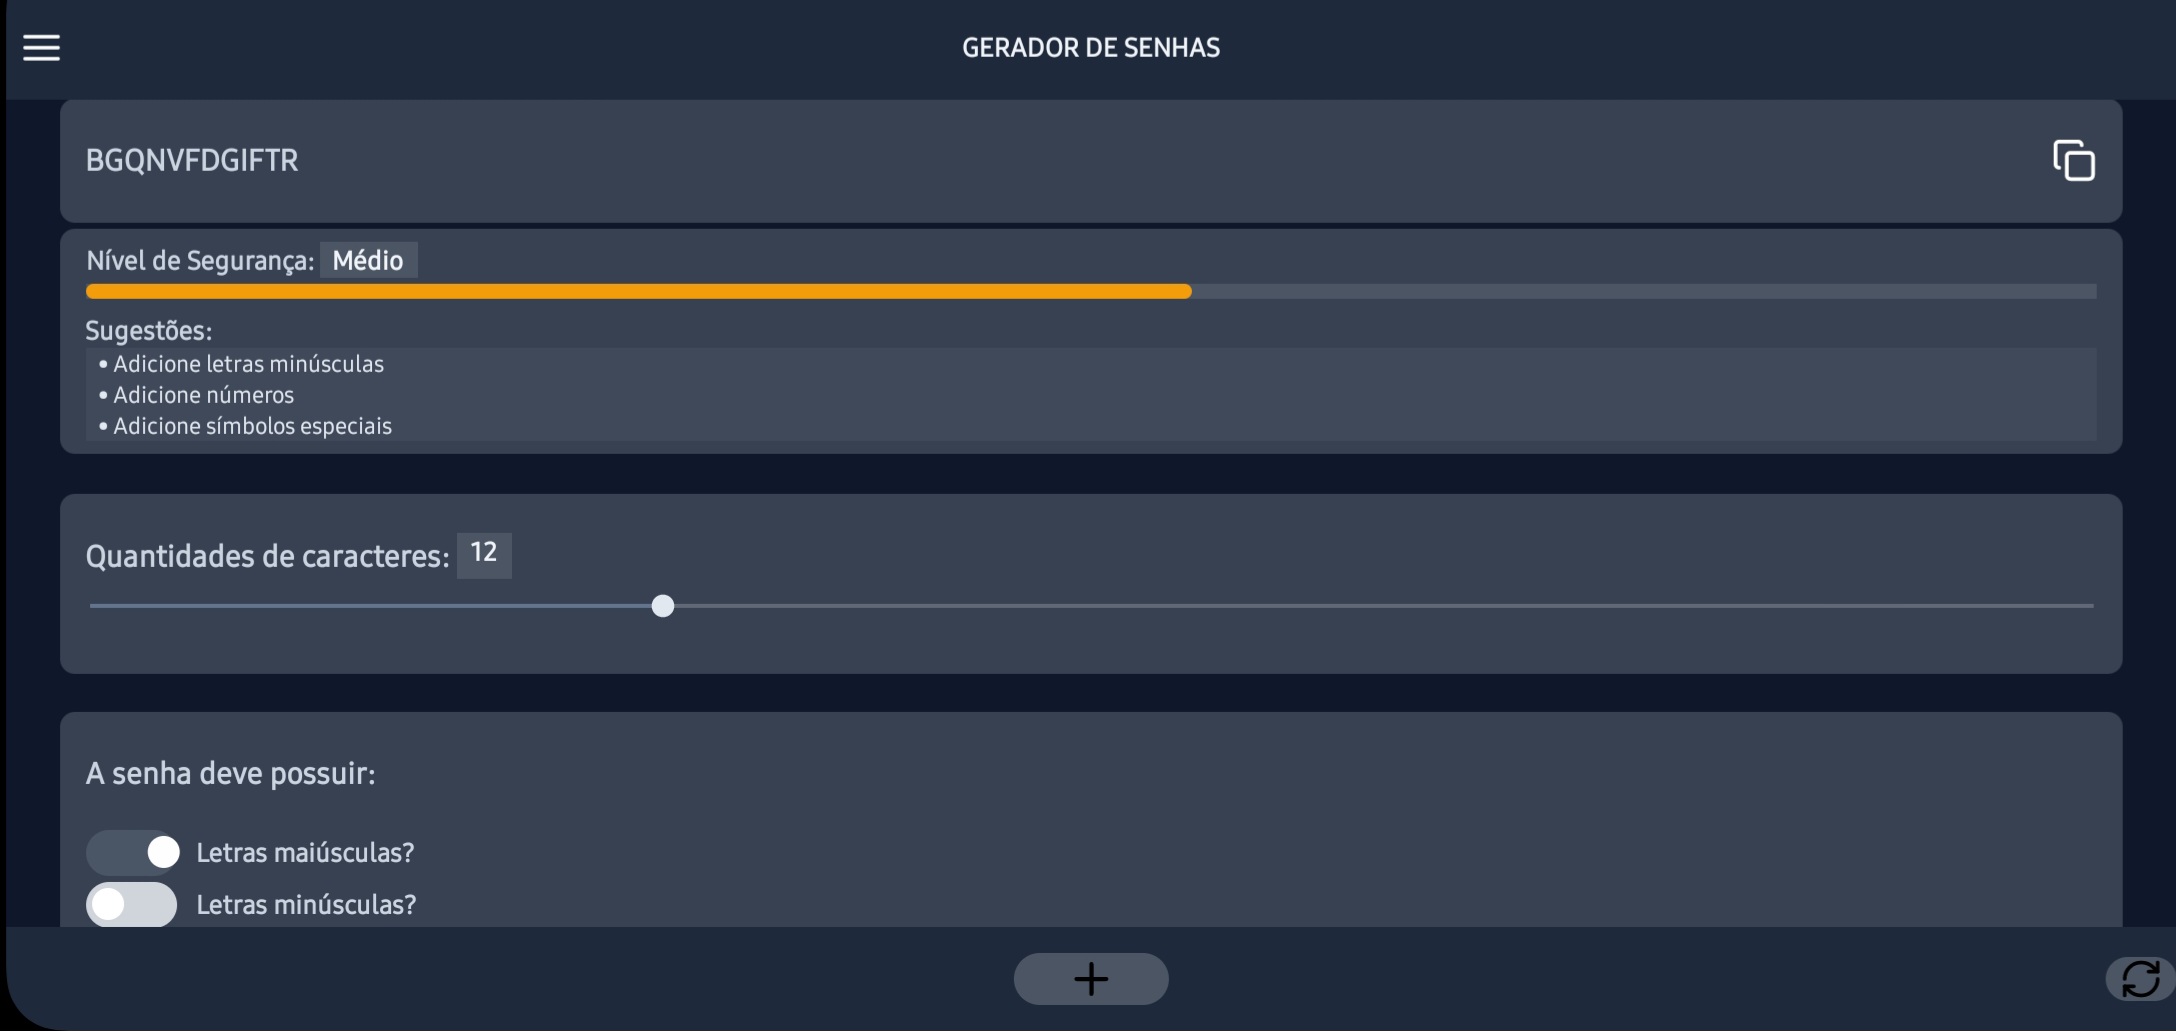 GERADOR DE SENHAS
BGQNVFDGIFTR
Nível de Segurança: Médio
Sugestões:
• Adicione letras minúsculas
• Adicione números
• Adicione símbolos especiais
Quantidades de caracteres: 12
A senha deve possuir:
Letras maiúsculas?
Letras minúsculas?